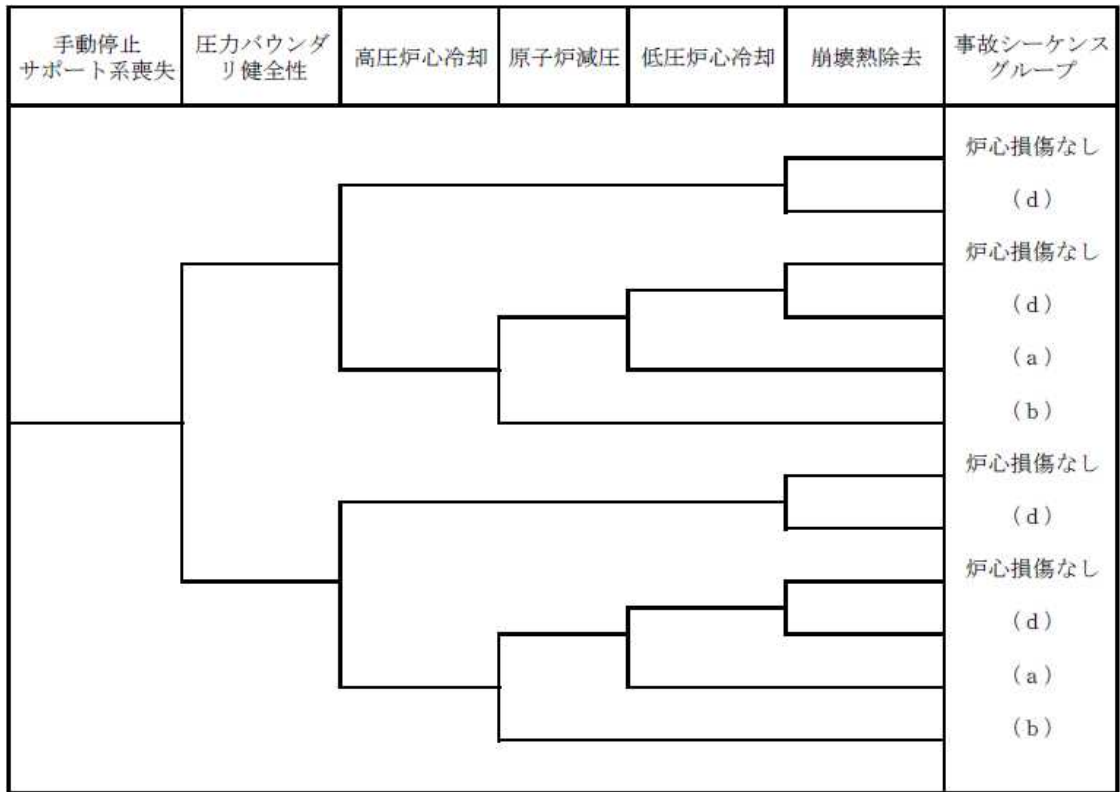 手動停止
サポート系喪失
圧力バウンダ
リ健全性
高圧炉心冷却
原子炉減圧
低圧炉心冷却
崩壊熱除去
事故シーケンス
グループ
炉心損傷なし
（d）
炉心損傷なし
（d）
（a）
（b）
炉心損傷なし
（d）
炉心損傷なし
（d）
（a）
（b）